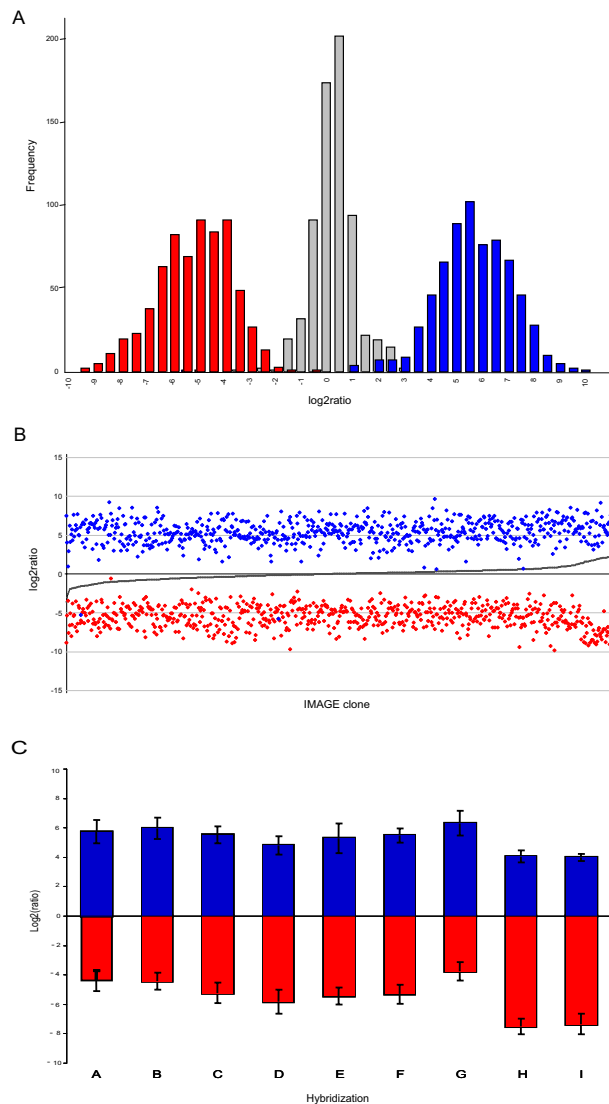 A
200
150
100
50
0
Frequency
-10 -9 -8 -7 -6 -5 -4 -3 -2 -1 0 1 2 3 4 5 6 7 8 9 10
log2ratio
B
15
10
5
0
-5
-10
-15
log2ratio
IMAGE clone
C
10
8
6
4
2
0
-2
-4
-6
-8
-10
Log2(ratio)
A B C D E F G H I
Hybridization